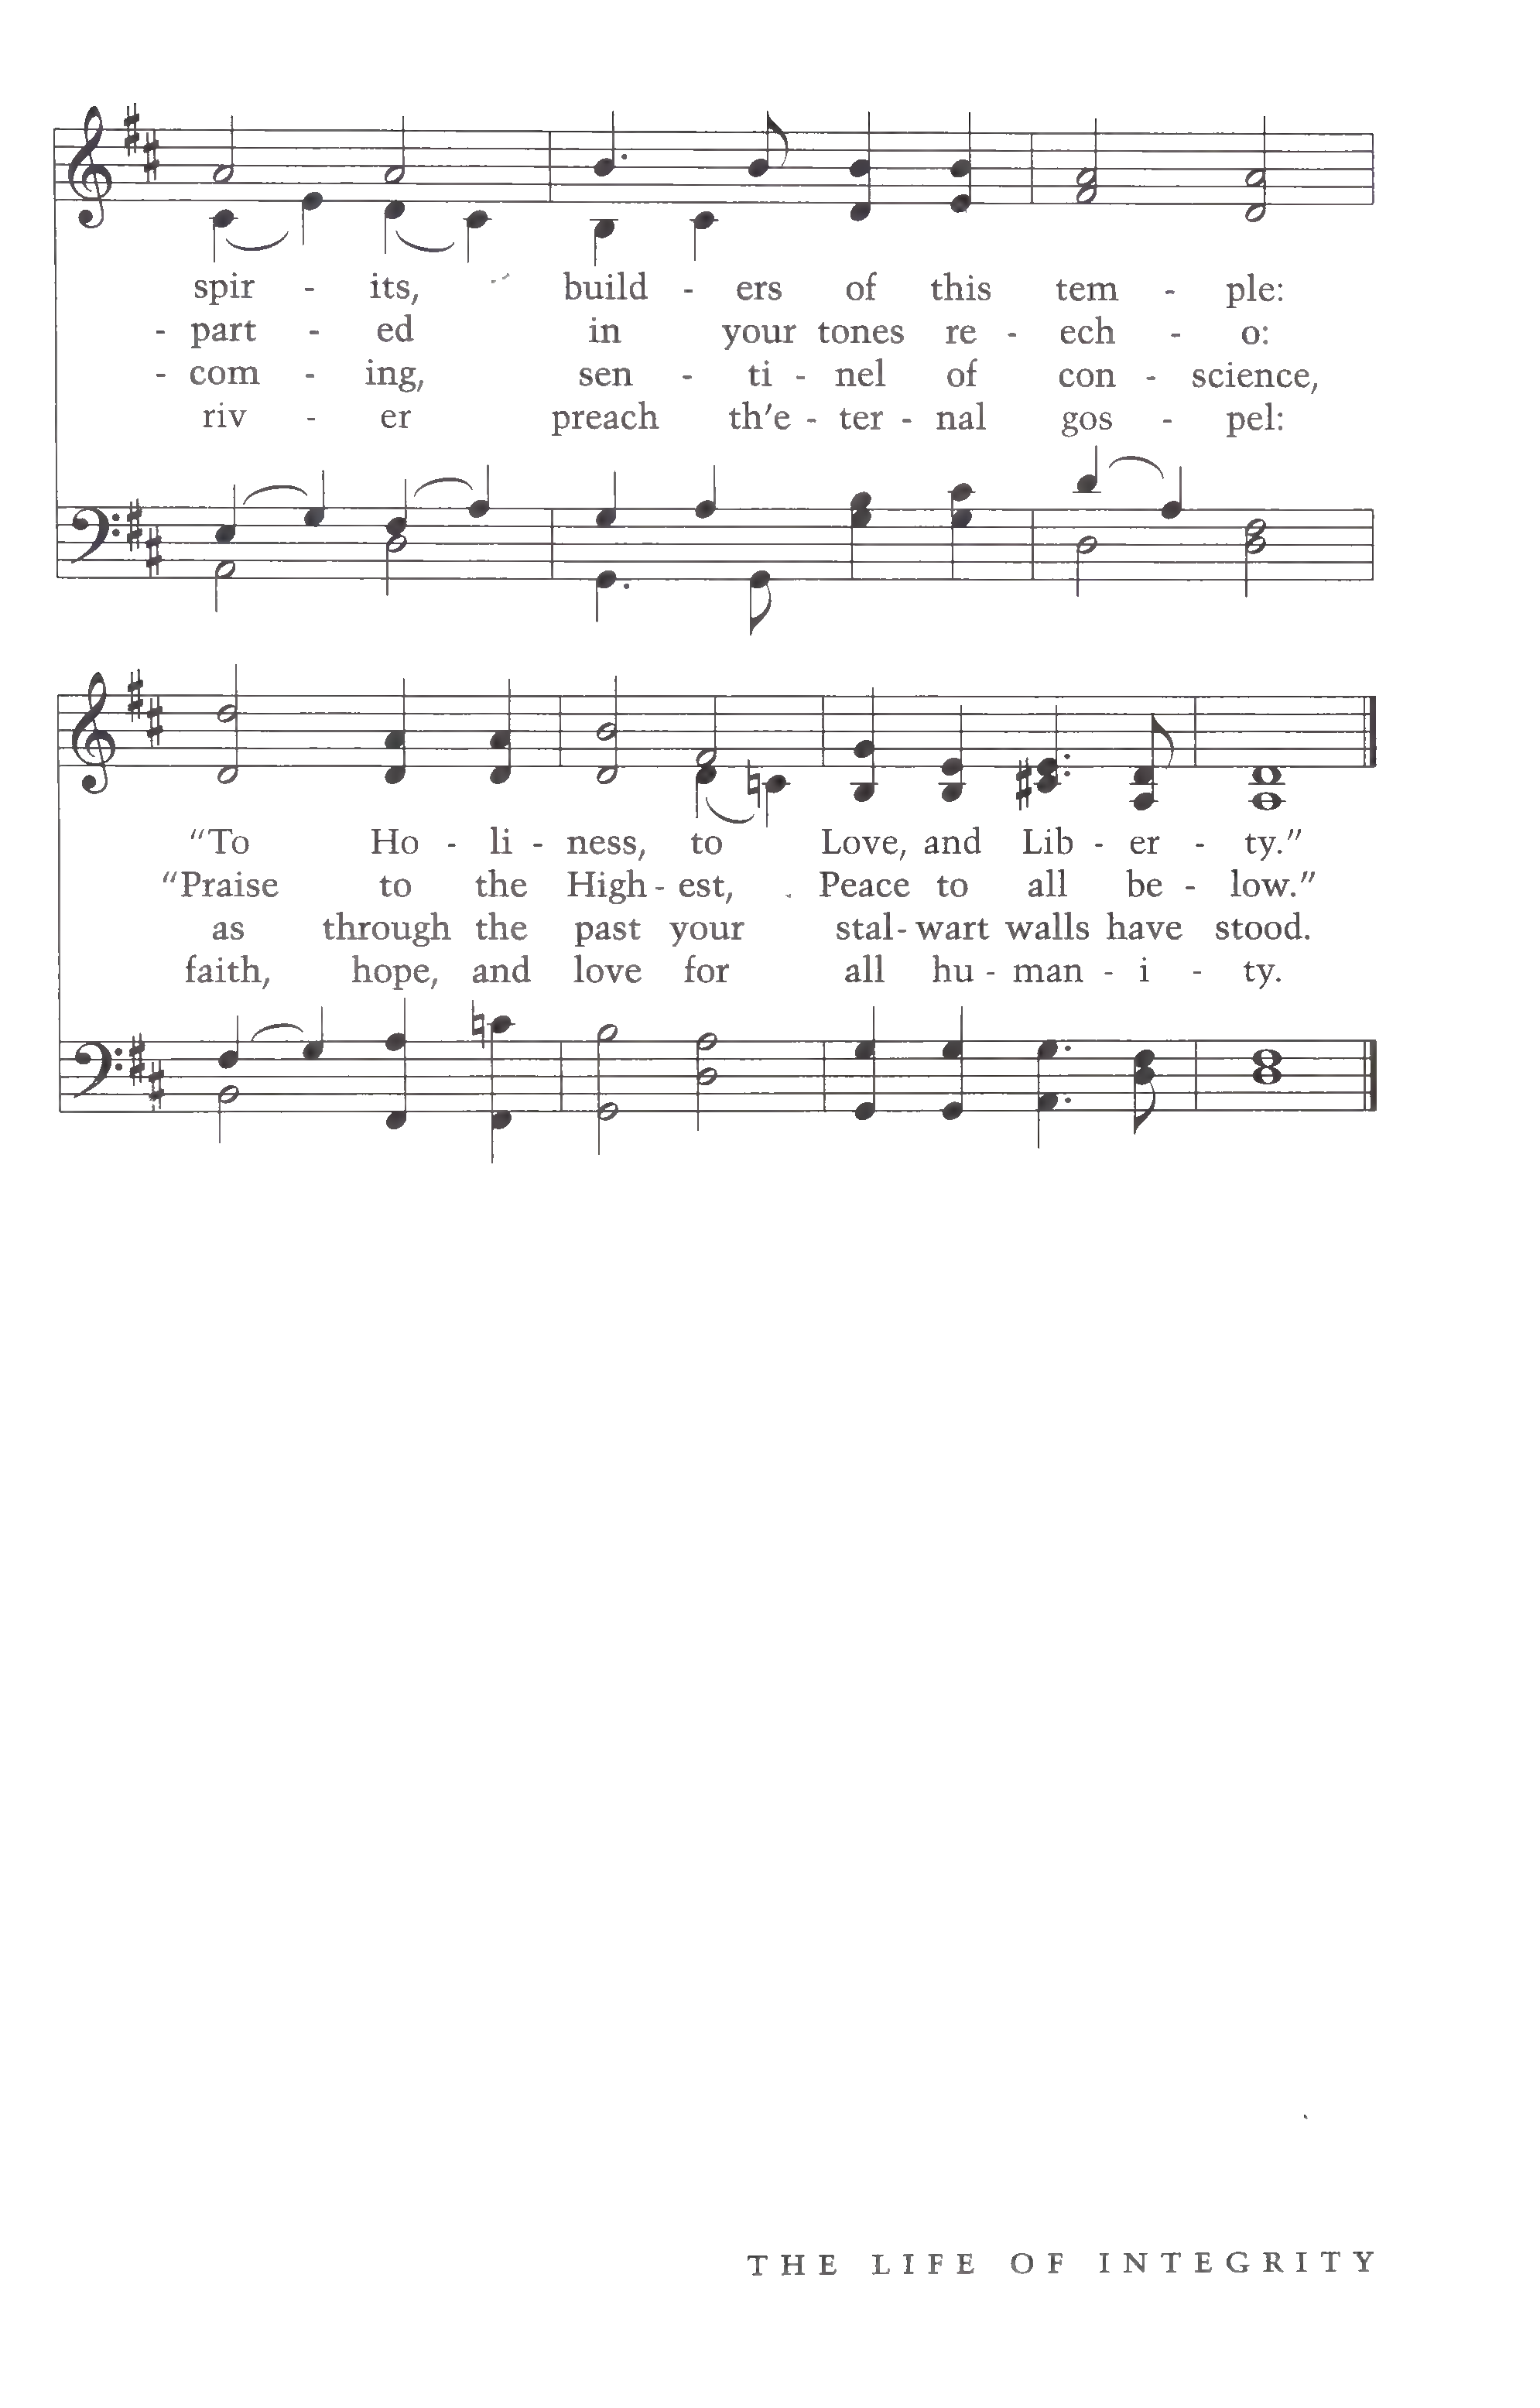 spir - its, build - ers of this tem - ple:
- part - ed in your tones re - ech - o:
- com - ing, sen - ti - nel of con - science,
riv - er preach th'e - ter - nal gos - pel:
"To Ho - li - ness, to Love, and Lib - er - ty."
"Praise to the High - est, Peace to all be - low."
as through the past your stal - wart walls have stood.
faith, hope, and love for all hu - man - i - ty.
THE LIFE OF INTEGRITY